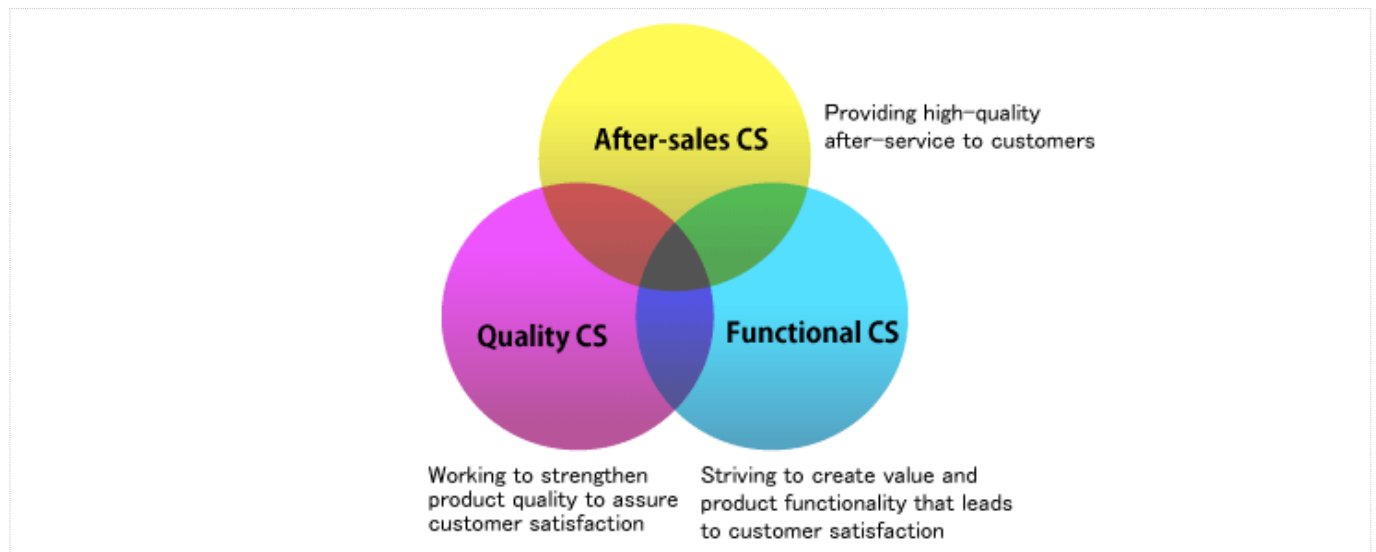 After-sales CS
Providing high-quality
after-service to customers
Quality CS
Functional CS
Working to strengthen
product quality to assure
customer satisfaction
Striving to create value and
product functionality that leads
to customer satisfaction